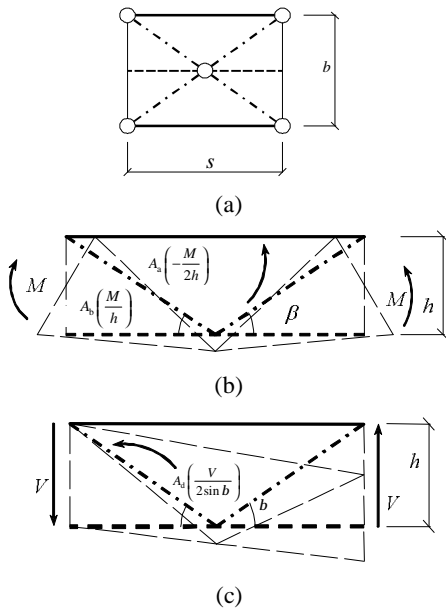 b
s
(a)
M
A_a(-M/2h)
A_b(M/h)
β
M
h
(b)
V
A_d(V/2sin b)
b
V
h
(c)